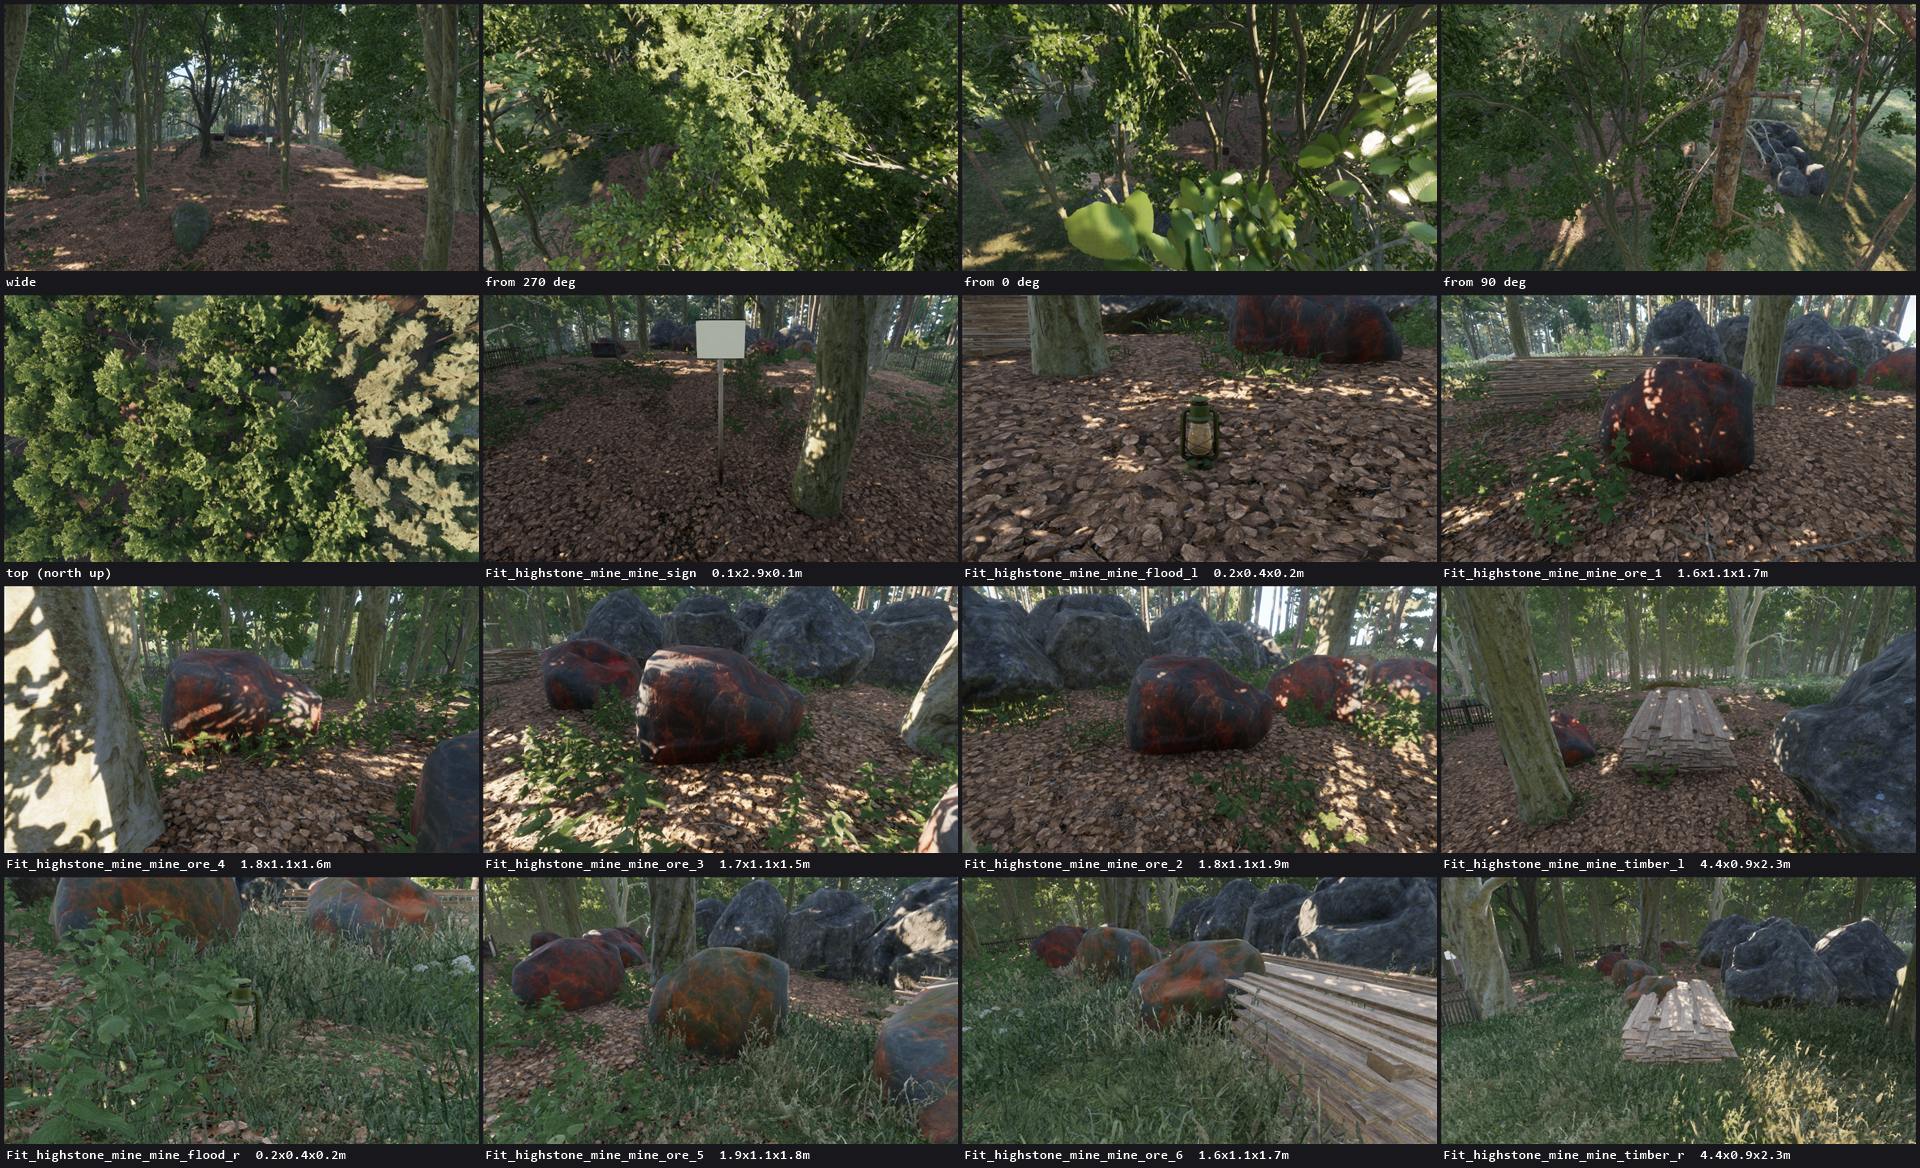 wide
from 270 deg
from 0 deg
from 90 deg
top (north up)
Fit_highstone_mine_mine_sign 0.1x2.9x0.1m
Fit_highstone_mine_mine_flood_l 0.2x0.4x0.2m
Fit_highstone_mine_mine_ore_1 1.6x1.1x1.7m
Fit_highstone_mine_mine_ore_4 1.8x1.1x1.6m
Fit_highstone_mine_mine_ore_3 1.7x1.1x1.5m
Fit_highstone_mine_mine_ore_2 1.8x1.1x1.9m
Fit_highstone_mine_mine_timber_l 4.4x0.9x2.3m
Fit_highstone_mine_mine_flood_r 0.2x0.4x0.2m
Fit_highstone_mine_mine_ore_5 1.9x1.1x1.8m
Fit_highstone_mine_mine_ore_6 1.6x1.1x1.7m
Fit_highstone_mine_mine_timber_r 4.4x0.9x2.3m